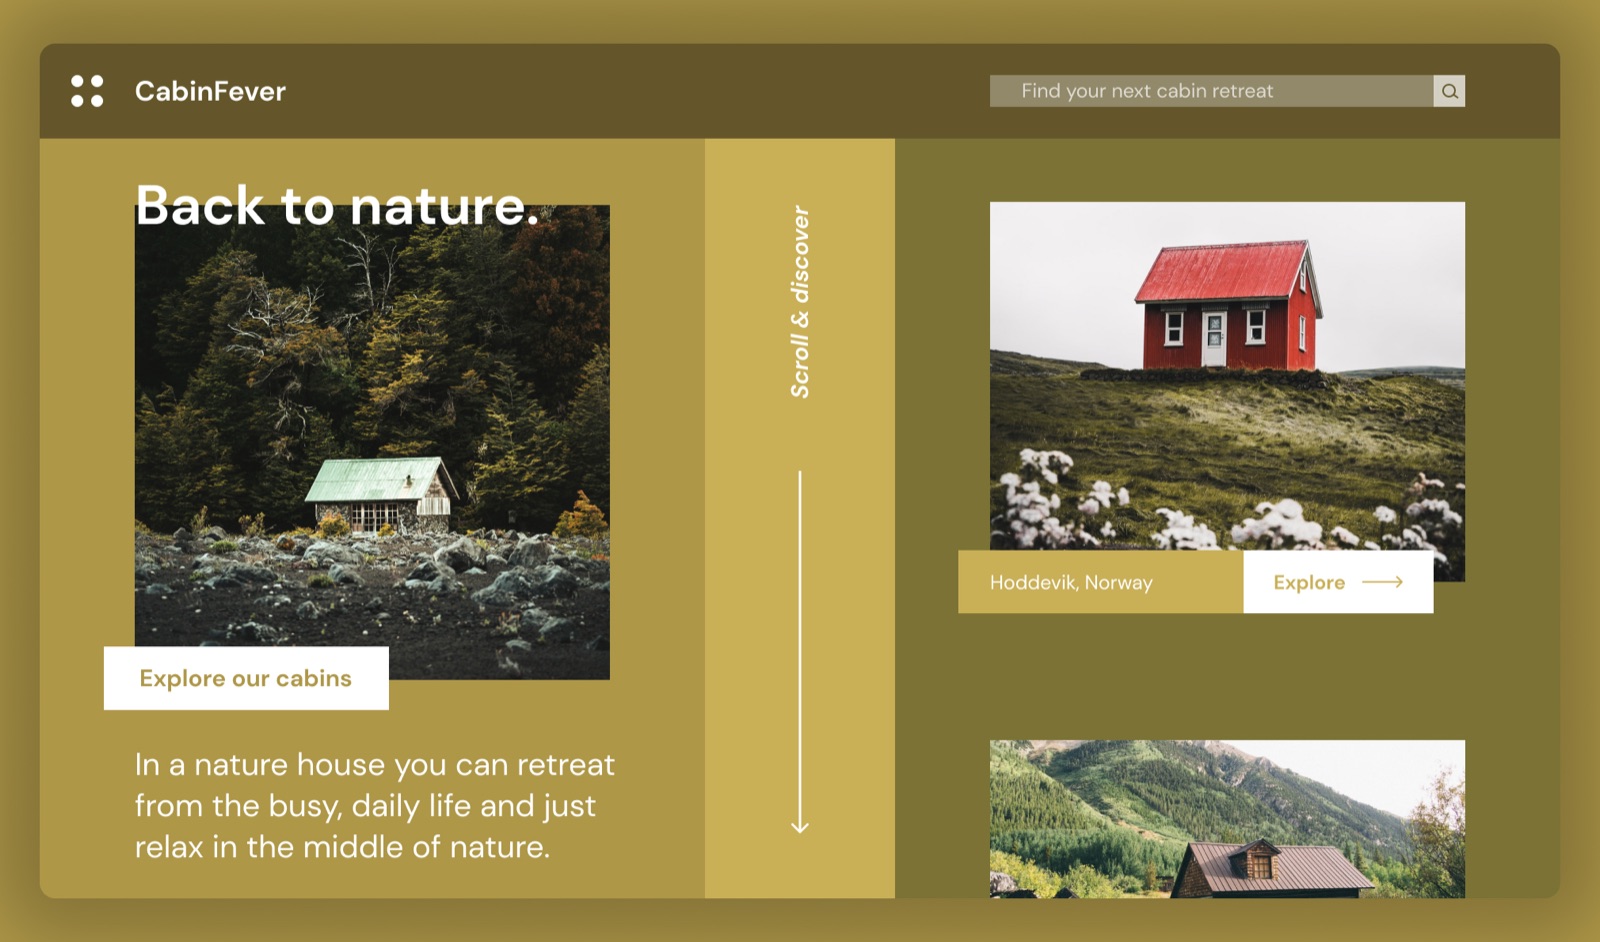 CabinFever
Find your next cabin retreat
Back to nature.
Explore our cabins
In a nature house you can retreat
from the busy, daily life and just
relax in the middle of nature.
Scroll & discover
Hoddevik, Norway
Explore